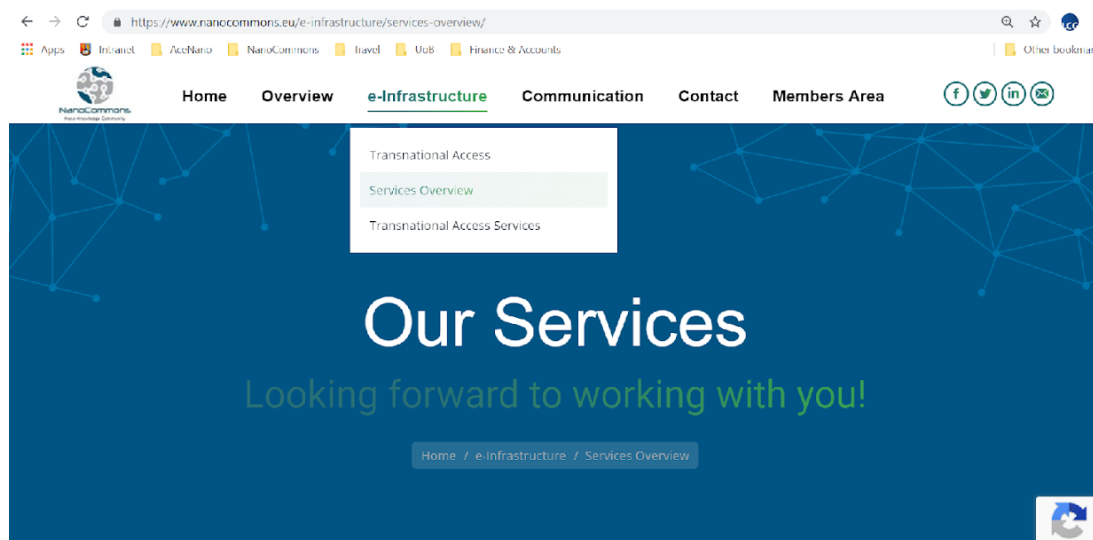 https://www.nanocommons.eu/e-infrastructure/services-overview/
LCG
Apps Intranet AceNano NanoCommons Travel UoB Finance & Accounts Other bookmar
NanoCommons
Home Overview e-Infrastructure Communication Contact Members Area
Transnational Access
Services Overview
Transnational Access Services
Our Services
Looking forward to working with you!
Home / e-Infrastructure / Services Overview